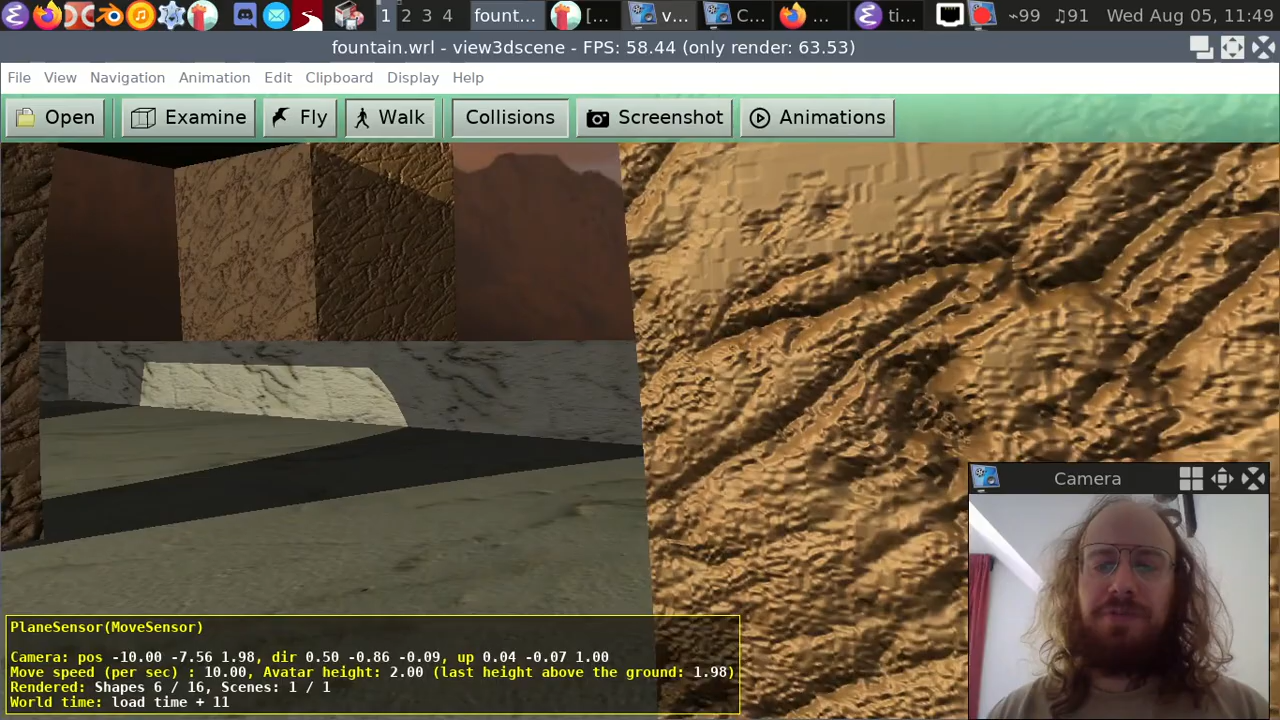 1 2 3 4 fount... [... v... C... ... ti... ⌁99 ♫91 Wed Aug 05, 11:49
fountain.wrl - view3dscene - FPS: 58.44 (only render: 63.53)
File View Navigation Animation Edit Clipboard Display Help
Open Examine Fly Walk Collisions Screenshot Animations
Camera
PlaneSensor(MoveSensor)
Camera: pos -10.00 -7.56 1.98, dir 0.50 -0.86 -0.09, up 0.04 -0.07 1.00
Move speed (per sec) : 10.00, Avatar height: 2.00 (last height above the ground: 1.98)
Rendered: Shapes 6 / 16, Scenes: 1 / 1
World time: load time + 11